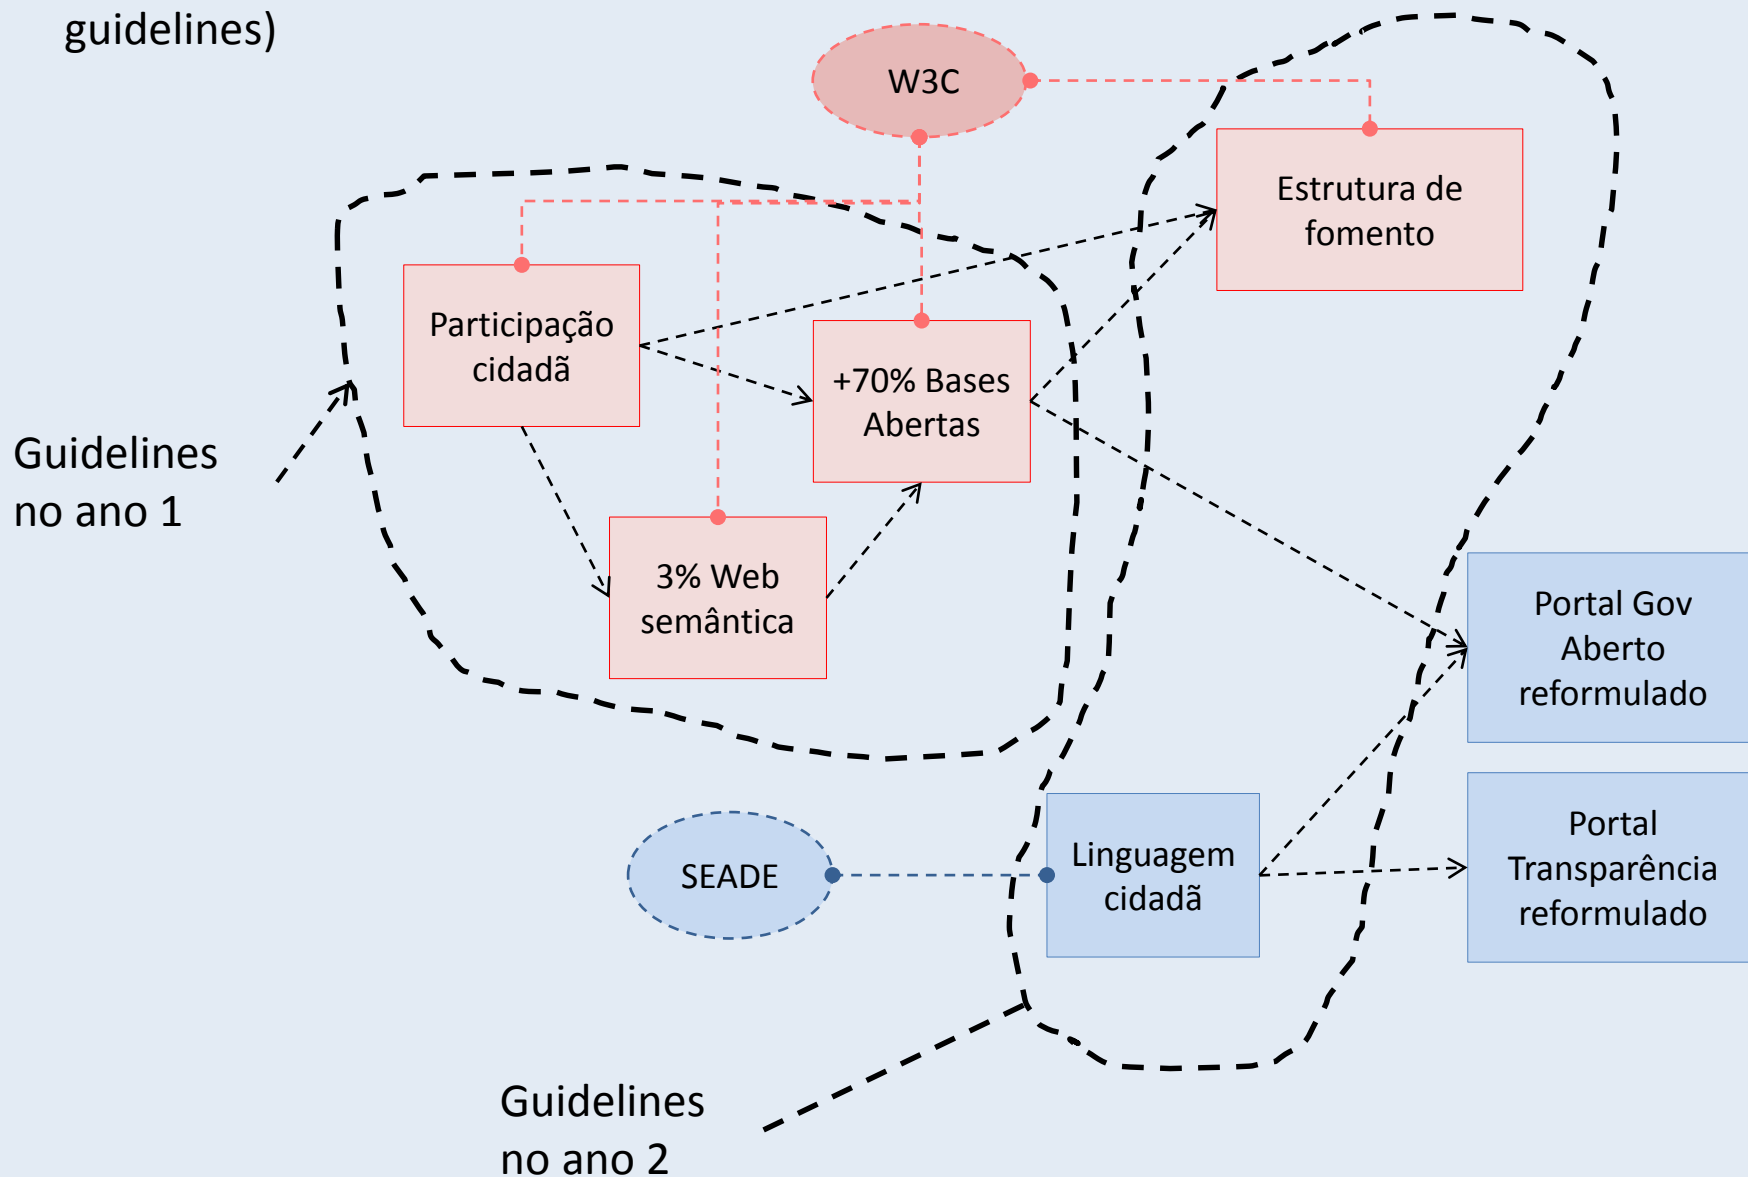 guidelines)
W3C
Estrutura de
fomento
Participação
cidadã
+70% Bases
Abertas
Guidelines
no ano 1
3% Web
semântica
Portal Gov
Aberto
reformulado
SEADE
Linguagem
cidadã
Portal
Transparência
reformulado
Guidelines
no ano 2